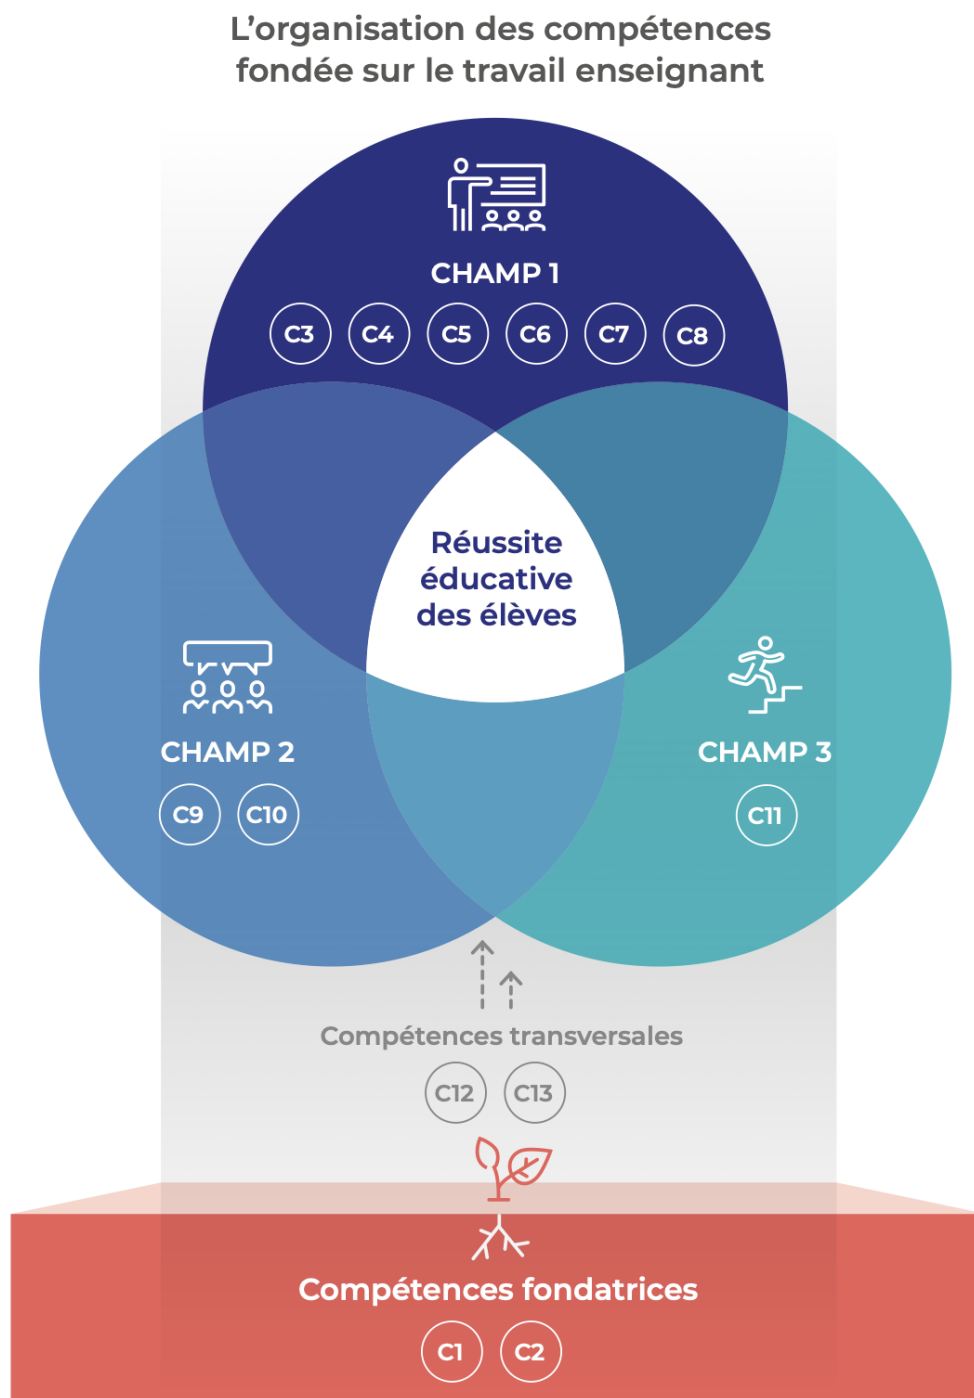 L’organisation des compétences
fondée sur le travail enseignant
CHAMP 1
C3 C4 C5 C6 C7 C8
Réussite
éducative
des élèves
CHAMP 2
C9 C10
CHAMP 3
C11
Compétences transversales
C12 C13
Compétences fondatrices
C1 C2